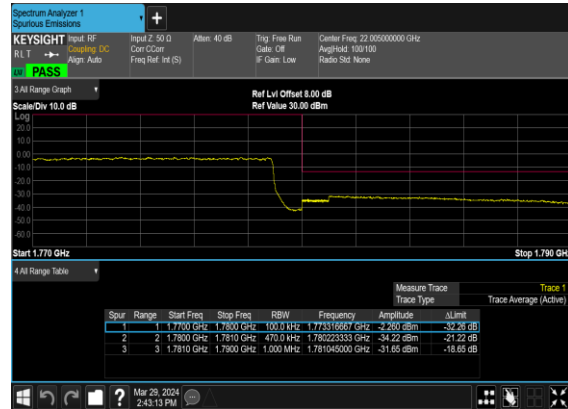 Spectrum Analyzer 1
Spurious Emissions
+
KEYSIGHT Input: RF Input Z: 50 Ω Atten: 40 dB Trig: Free Run Center Freq: 22.005000000 GHz
RLT Coupling: DC Corr CCorr Gate: Off Avg|Hold: 100/100
Align: Auto Freq Ref: Int (S) IF Gain: Low Radio Std: None
LW PASS
3 All Range Graph
Ref Lvl Offset 8.00 dB
Scale/Div 10.0 dB Ref Value 30.00 dBm
Log
20.0
10.0
0.00
-10.0
-20.0
-30.0
-40.0
-50.0
-60.0
Start 1.770 GHz Stop 1.790 GHz
4 All Range Table
Measure Trace Trace 1
Trace Type Trace Average (Active)
Spur Range Start Freq Stop Freq RBW Frequency Amplitude ΔLimit
1 1 1.7700 GHz 1.7800 GHz 100.0 kHz 1.773316667 GHz -2.260 dBm -32.26 dB
2 2 1.7800 GHz 1.7810 GHz 470.0 kHz 1.780223333 GHz -34.22 dBm -21.22 dB
3 3 1.7810 GHz 1.7900 GHz 1.000 MHz 1.781045000 GHz -31.65 dBm -18.65 dB
? Mar 29, 2024
2:43:13 PM